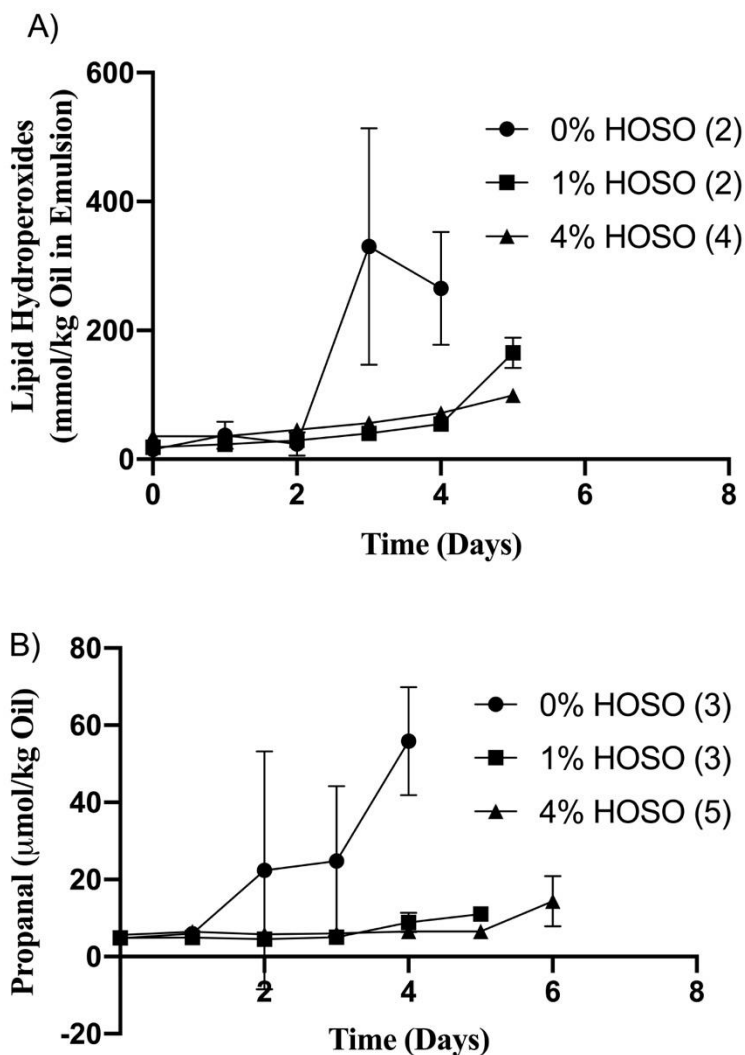 A)
Lipid Hydroperoxides
(mmol/kg Oil in Emulsion)
600
400
200
0
0% HOSO (2)
1% HOSO (2)
4% HOSO (4)
0 2 4 6 8
Time (Days)
B)
Propanal (µmol/kg Oil)
80
60
40
20
0
-20
0% HOSO (3)
1% HOSO (3)
4% HOSO (5)
2 4 6 8
Time (Days)